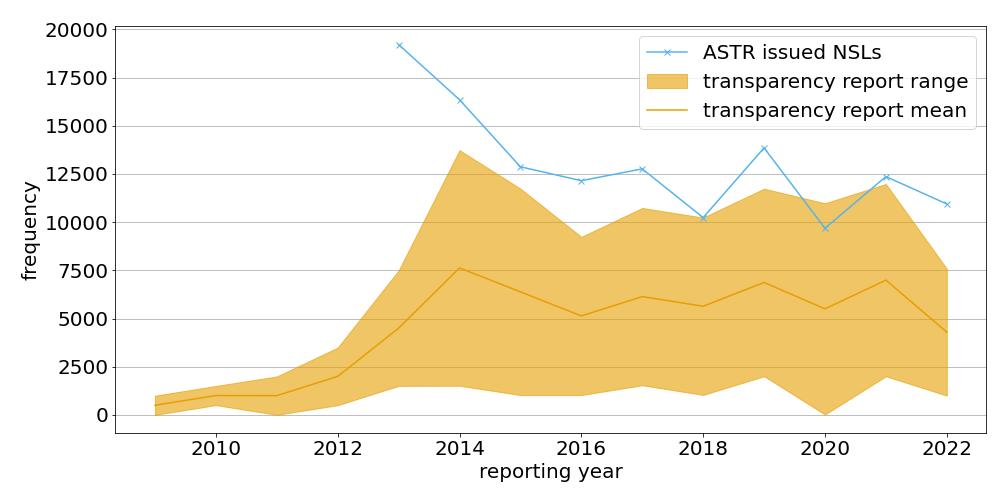 20000
17500
15000
12500
10000
7500
5000
2500
0
frequency
ASTR issued NSLs
transparency report range
transparency report mean
2010 2012 2014 2016 2018 2020 2022
reporting year